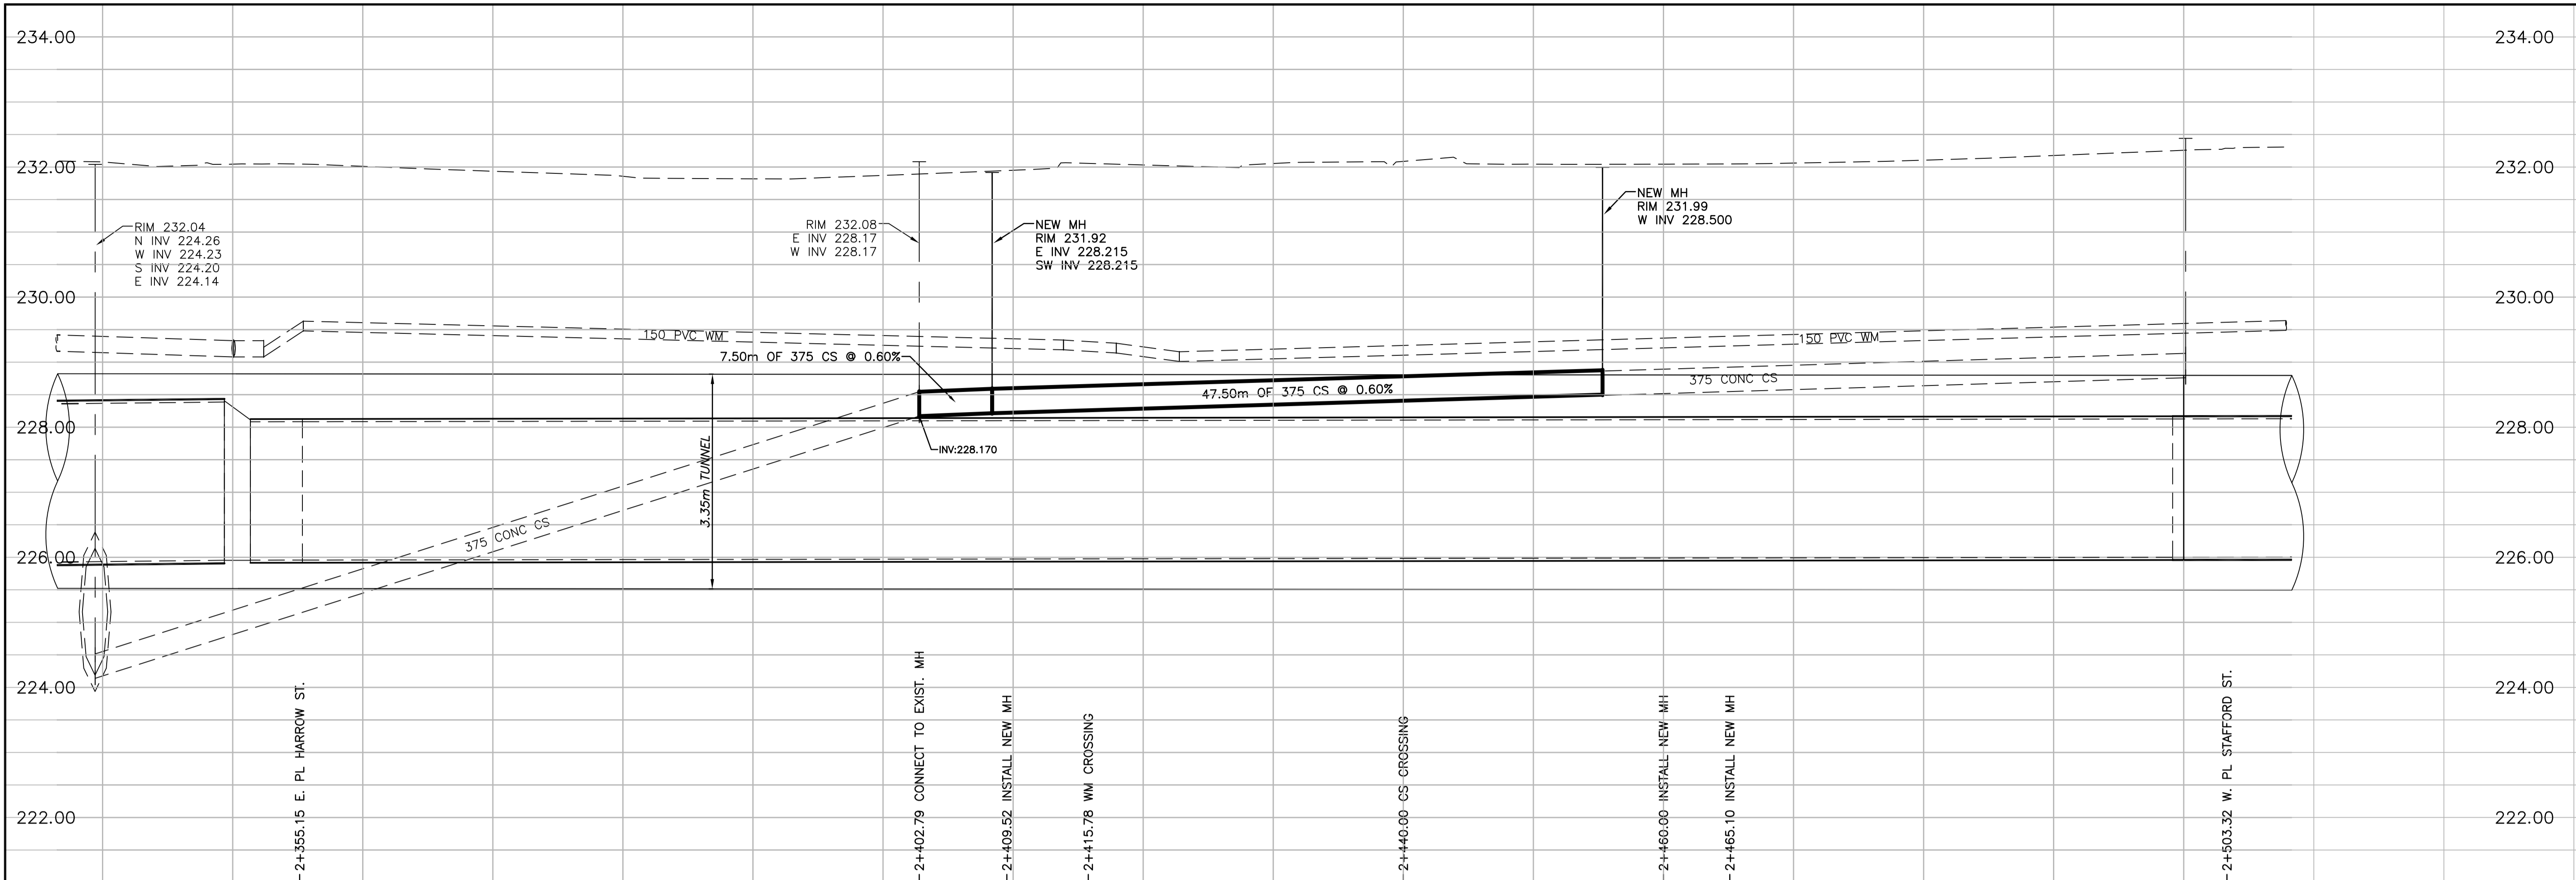 234.00
234.00
232.00
232.00
RIM 232.04
N INV 224.26
W INV 224.23
S INV 224.20
E INV 224.14
RIM 232.08
E INV 228.17
W INV 228.17
NEW MH
RIM 231.92
E INV 228.215
SW INV 228.215
NEW MH
RIM 231.99
W INV 228.500
230.00
230.00
150 PVC WM
150 PVC WM
7.50m OF 375 CS @ 0.60%
47.50m OF 375 CS @ 0.60%
375 CONC CS
228.00
228.00
INV:228.170
3.35m TUNNEL
375 CONC CS
226.00
226.00
224.00
224.00
222.00
222.00
2+355.15 E. PL HARROW ST.
2+402.79 CONNECT TO EXIST. MH
2+409.52 INSTALL NEW MH
2+415.78 WM CROSSING
2+440.00 CS CROSSING
2+460.00 INSTALL NEW MH
2+465.10 INSTALL NEW MH
2+503.32 W. PL STAFFORD ST.